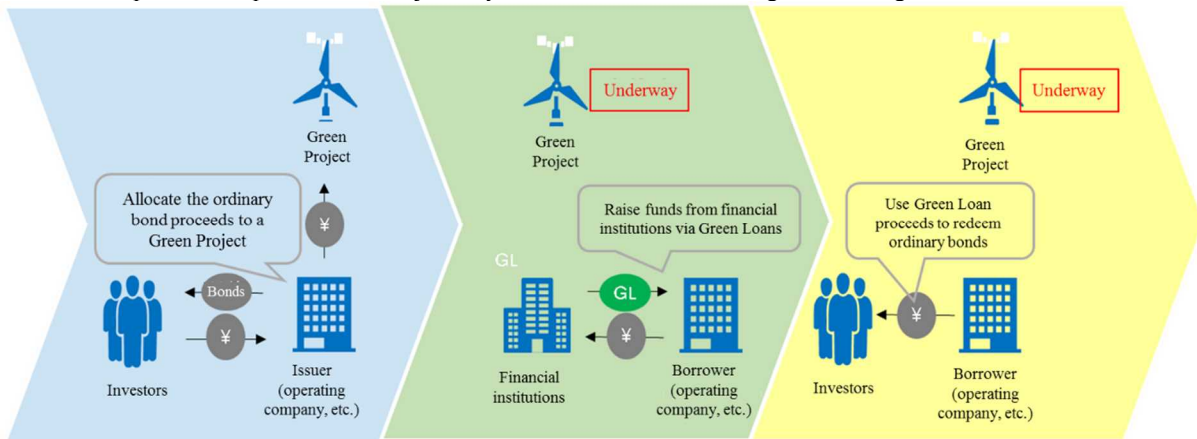 Green
Project
Allocate the ordinary
bond proceeds to a
Green Project
¥
Bonds
¥
Investors
Issuer
(operating
company, etc.)
Underway
Green
Project
Raise funds from financial
institutions via Green Loans
GL
GL
¥
Financial
institutions
Borrower
(operating
company, etc.)
Underway
Green
Project
Use Green Loan
proceeds to redeem
ordinary bonds
¥
Investors
Borrower
(operating
company, etc.)